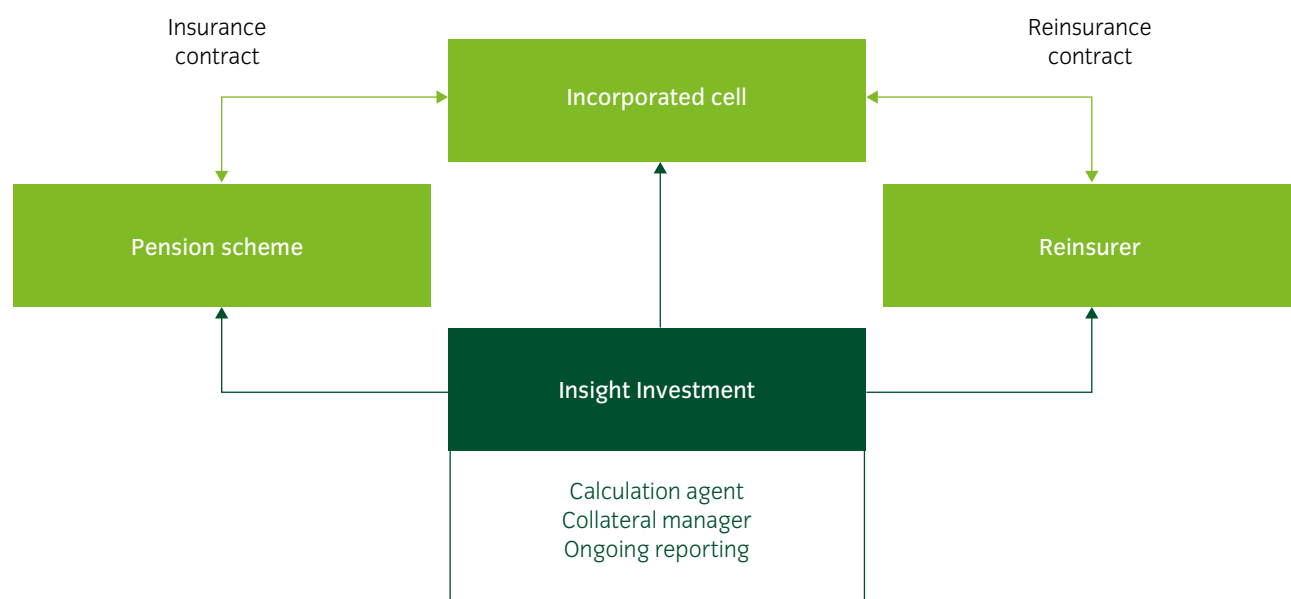 Insurance
contract
Reinsurance
contract
Incorporated cell
Pension scheme
Reinsurer
Insight Investment
Calculation agent
Collateral manager
Ongoing reporting